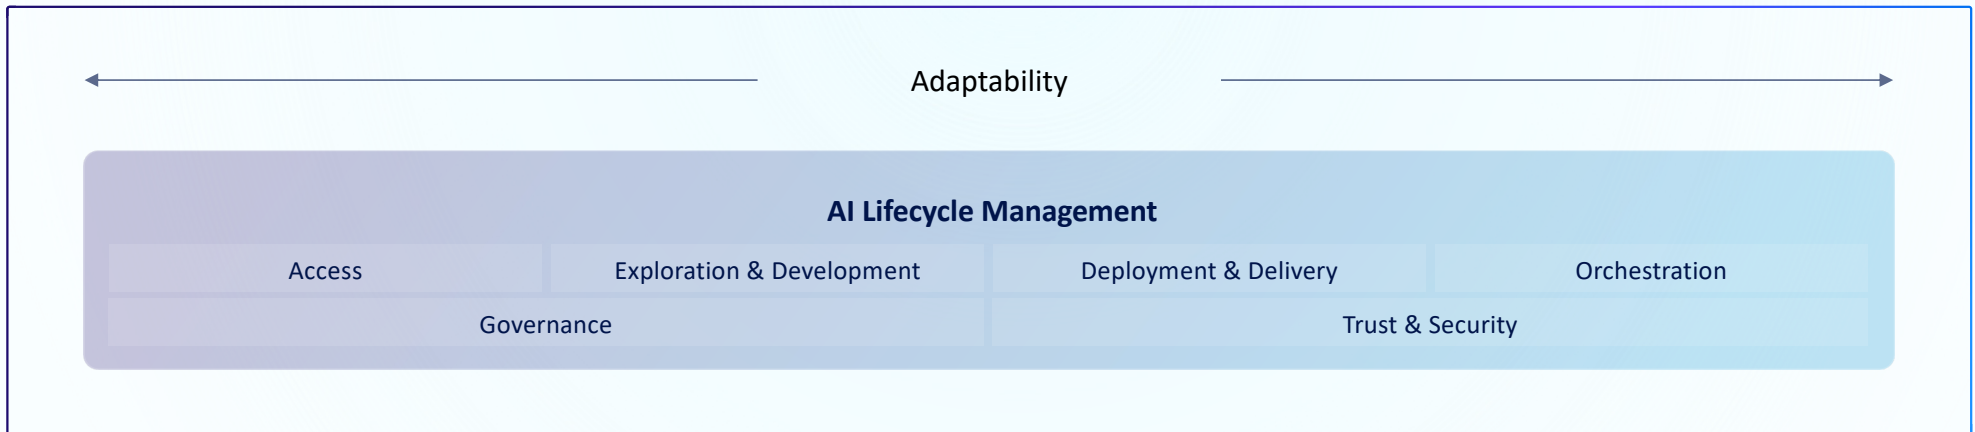 Adaptability
AI Lifecycle Management
Access
Exploration & Development
Deployment & Delivery
Orchestration
Governance
Trust & Security